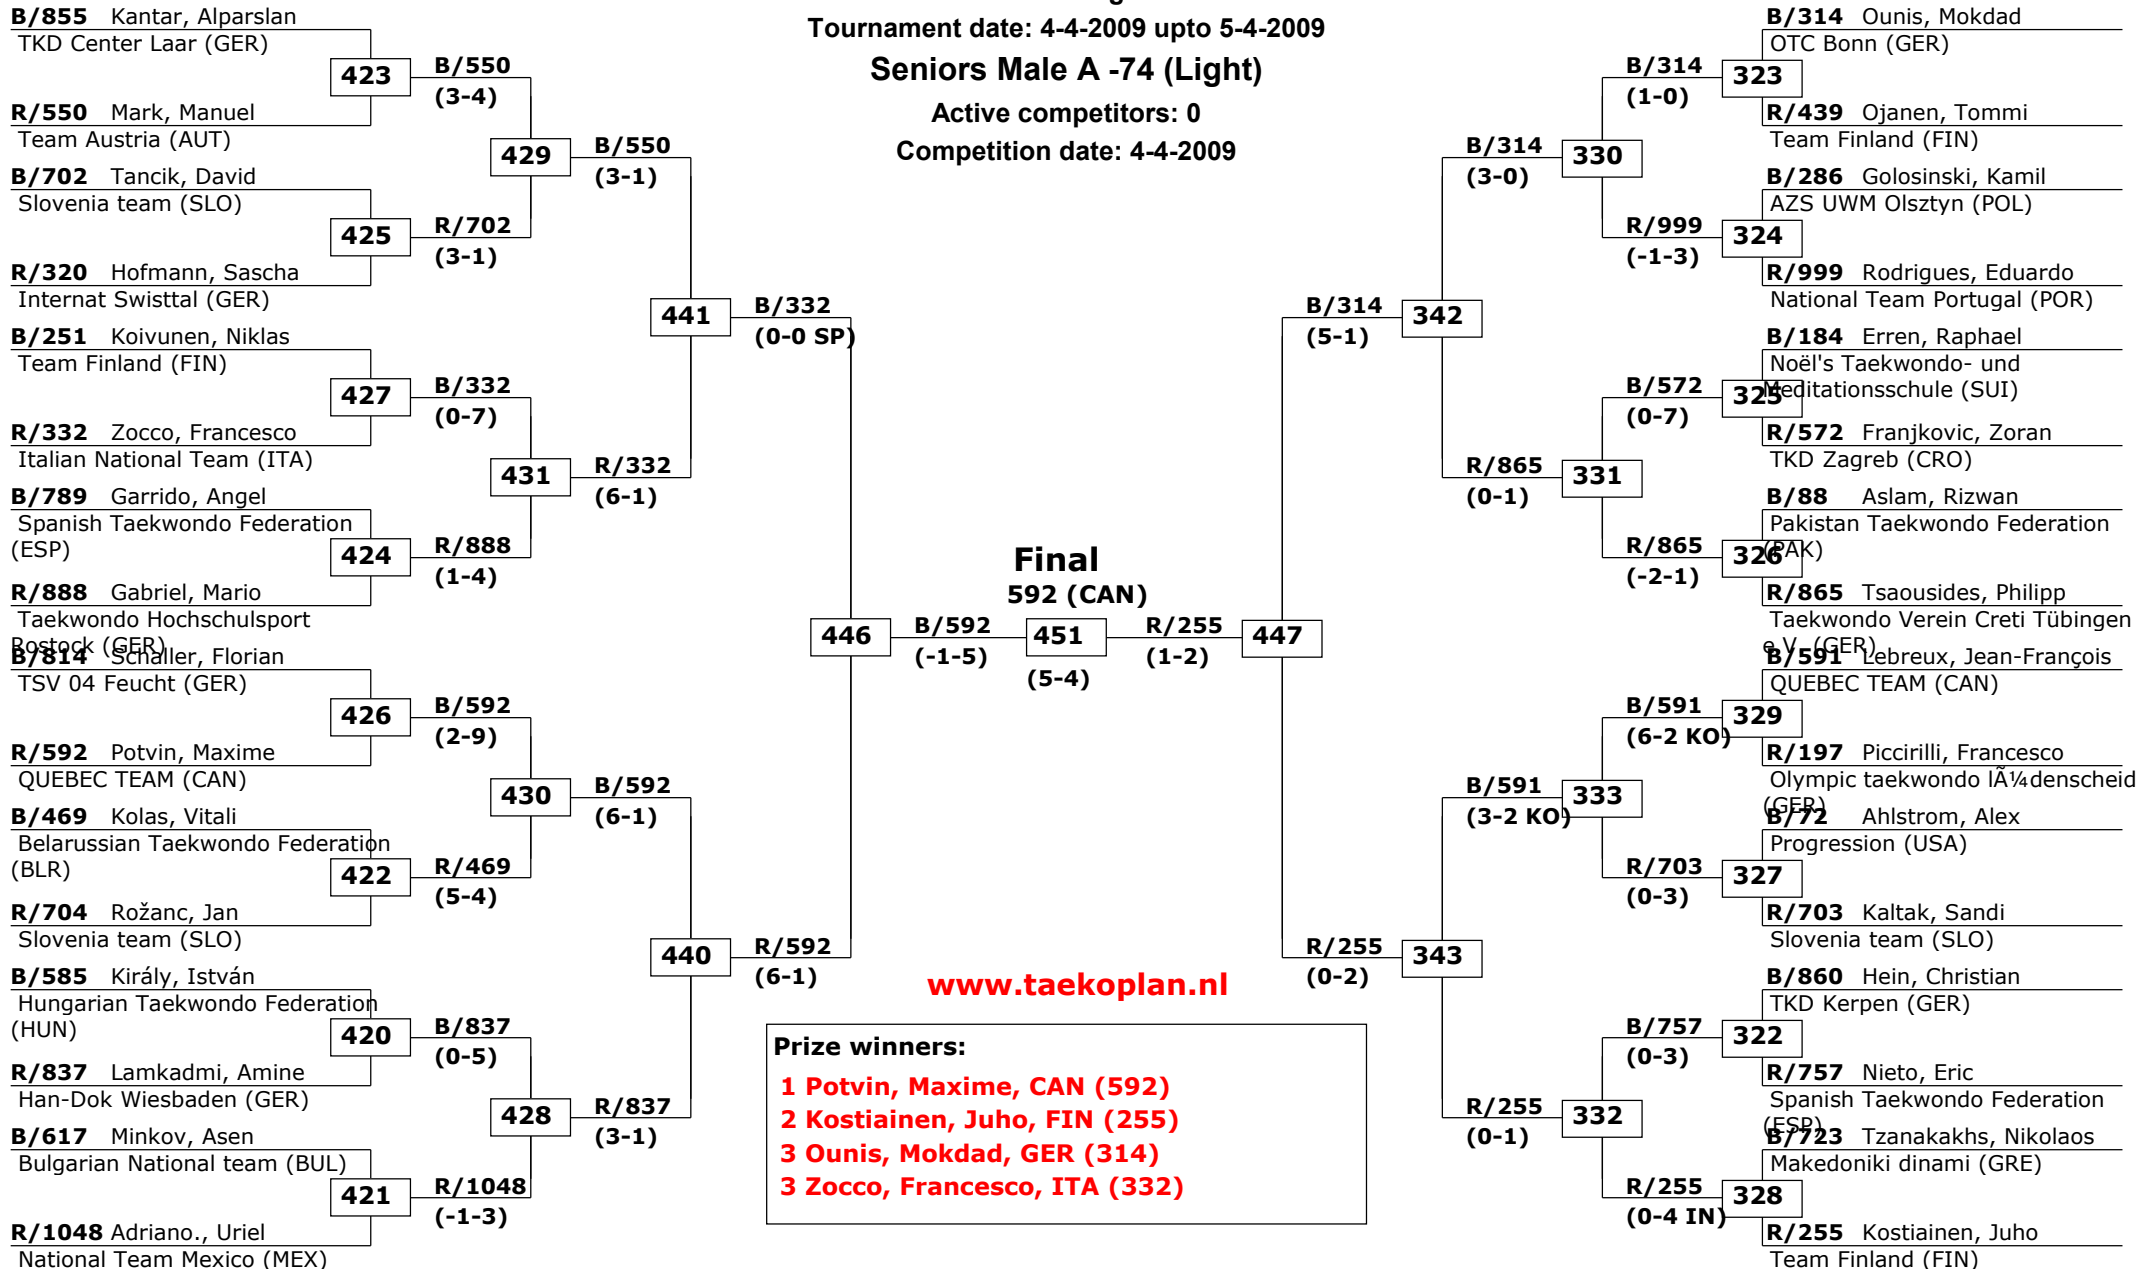 Tournament date: 4-4-2009 upto 5-4-2009
Seniors Male A -74 (Light)
Active competitors: 0
Competition date: 4-4-2009
B/855 Kantar, Alparslan
TKD Center Laar (GER)
423
B/550
(3-4)
R/550 Mark, Manuel
Team Austria (AUT)
429
B/550
(3-1)
B/702 Tancik, David
Slovenia team (SLO)
425
R/702
(3-1)
R/320 Hofmann, Sascha
Internat Swisttal (GER)
441
B/332
(0-0 SP)
B/251 Koivunen, Niklas
Team Finland (FIN)
427
B/332
(0-7)
R/332 Zocco, Francesco
Italian National Team (ITA)
431
R/332
(6-1)
B/789 Garrido, Angel
Spanish Taekwondo Federation
(ESP)
424
R/888
(1-4)
R/888 Gabriel, Mario
Taekwondo Hochschulsport
Rostock (GER)
446
B/592
(-1-5)
B/814 Schaller, Florian
TSV 04 Feucht (GER)
426
B/592
(2-9)
R/592 Potvin, Maxime
QUEBEC TEAM (CAN)
430
B/592
(6-1)
B/469 Kolas, Vitali
Belarussian Taekwondo Federation
(BLR)
422
R/469
(5-4)
R/704 Rožanc, Jan
Slovenia team (SLO)
440
R/592
(6-1)
B/585 Király, István
Hungarian Taekwondo Federation
(HUN)
420
B/837
(0-5)
R/837 Lamkadmi, Amine
Han-Dok Wiesbaden (GER)
428
R/837
(3-1)
B/617 Minkov, Asen
Bulgarian National team (BUL)
421
R/1048
(-1-3)
R/1048 Adriano., Uriel
National Team Mexico (MEX)
Final
592 (CAN)
451
(5-4)
R/255
(1-2)
447
B/314 Ounis, Mokdad
OTC Bonn (GER)
B/314
(1-0)
323
R/439 Ojanen, Tommi
Team Finland (FIN)
B/314
(3-0)
330
B/286 Golosinski, Kamil
AZS UWM Olsztyn (POL)
R/999
(-1-3)
324
R/999 Rodrigues, Eduardo
National Team Portugal (POR)
B/314
(5-1)
342
B/184 Erren, Raphael
Noël's Taekwondo- und
Meditationsschule (SUI)
B/572
(0-7)
325
R/572 Franjkovic, Zoran
TKD Zagreb (CRO)
R/865
(0-1)
331
B/88 Aslam, Rizwan
Pakistan Taekwondo Federation
(PAK)
R/865
(-2-1)
326
R/865 Tsaousides, Philipp
Taekwondo Verein Creti Tübingen
e.V. (GER)
B/591 Lebreux, Jean-François
QUEBEC TEAM (CAN)
B/591
(6-2 KO)
329
R/197 Piccirilli, Francesco
Olympic taekwondo lÃ¼denscheid
(GER)
B/591
(3-2 KO)
333
B/72 Ahlstrom, Alex
Progression (USA)
R/703
(0-3)
327
R/703 Kaltak, Sandi
Slovenia team (SLO)
R/255
(0-2)
343
B/860 Hein, Christian
TKD Kerpen (GER)
B/757
(0-3)
322
R/757 Nieto, Eric
Spanish Taekwondo Federation
(ESP)
R/255
(0-1)
332
B/723 Tzanakakhs, Nikolaos
Makedoniki dinami (GRE)
R/255
(0-4 IN)
328
R/255 Kostiainen, Juho
Team Finland (FIN)
www.taekoplan.nl
Prize winners:
1 Potvin, Maxime, CAN (592)
2 Kostiainen, Juho, FIN (255)
3 Ounis, Mokdad, GER (314)
3 Zocco, Francesco, ITA (332)